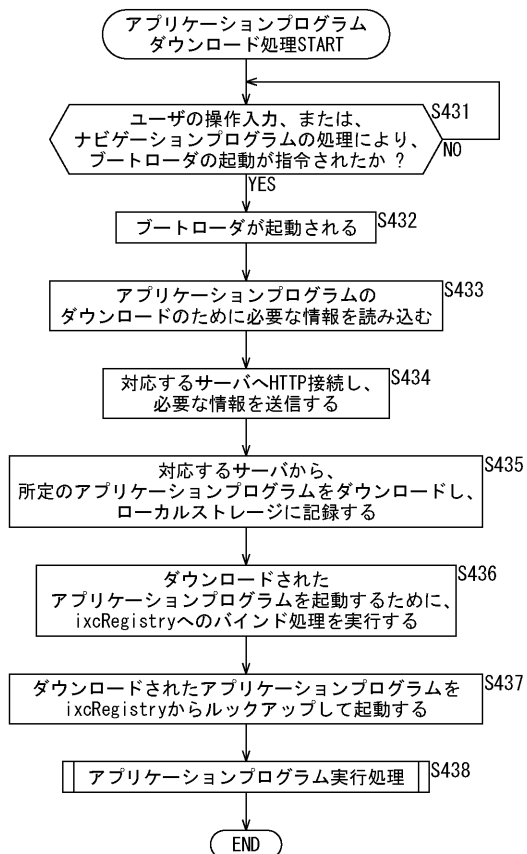 アプリケーションプログラム
ダウンロード処理START
ユーザの操作入力、または、
ナビゲーションプログラムの処理により、
ブートローダの起動が指令されたか ?
S431
NO
YES
ブートローダが起動される
S432
アプリケーションプログラムの
ダウンロードのために必要な情報を読み込む
S433
対応するサーバへHTTP接続し、
必要な情報を送信する
S434
対応するサーバから、
所定のアプリケーションプログラムをダウンロードし、
ローカルストレージに記録する
S435
ダウンロードされた
アプリケーションプログラムを起動するために、
ixcRegistryへのバインド処理を実行する
S436
ダウンロードされたアプリケーションプログラムを
ixcRegistryからルックアップして起動する
S437
アプリケーションプログラム実行処理
S438
END